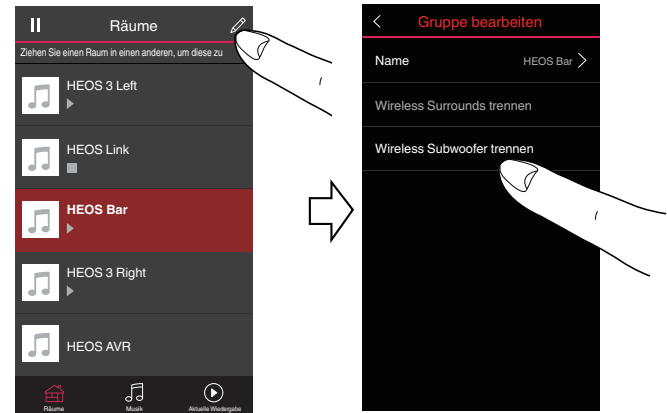 Räume
Ziehen Sie einen Raum in einen anderen, um diese zu
HEOS 3 Left
HEOS Link
HEOS Bar
HEOS 3 Right
HEOS AVR
Räume
Musik
Aktuelle Wiedergabe
Gruppe bearbeiten
Name
HEOS Bar
Wireless Surrounds trennen
Wireless Subwoofer trennen